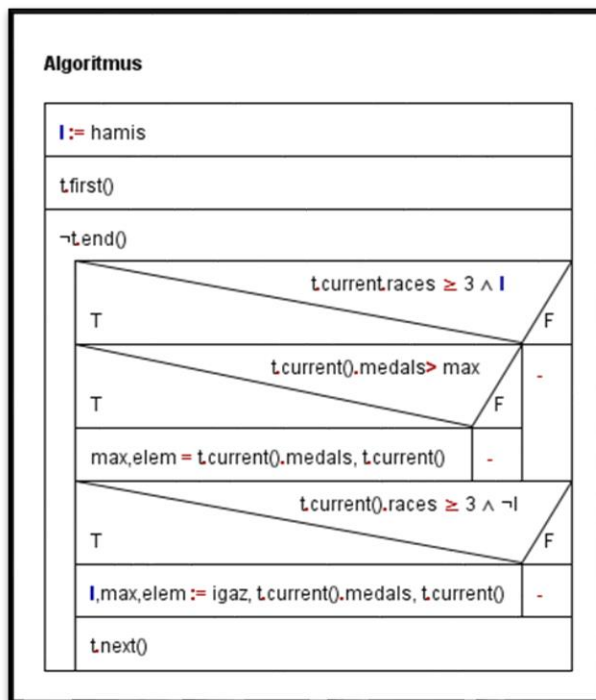 Algoritmus
l := hamis
t.first()
¬t.end()
t.current.races ≥ 3 ∧ l
T
F
t.current().medals> max
T
F
-
max,elem = t.current().medals, t.current()
-
t.current().races ≥ 3 ∧ ¬l
T
F
l,max,elem := igaz, t.current().medals, t.current()
-
t.next()